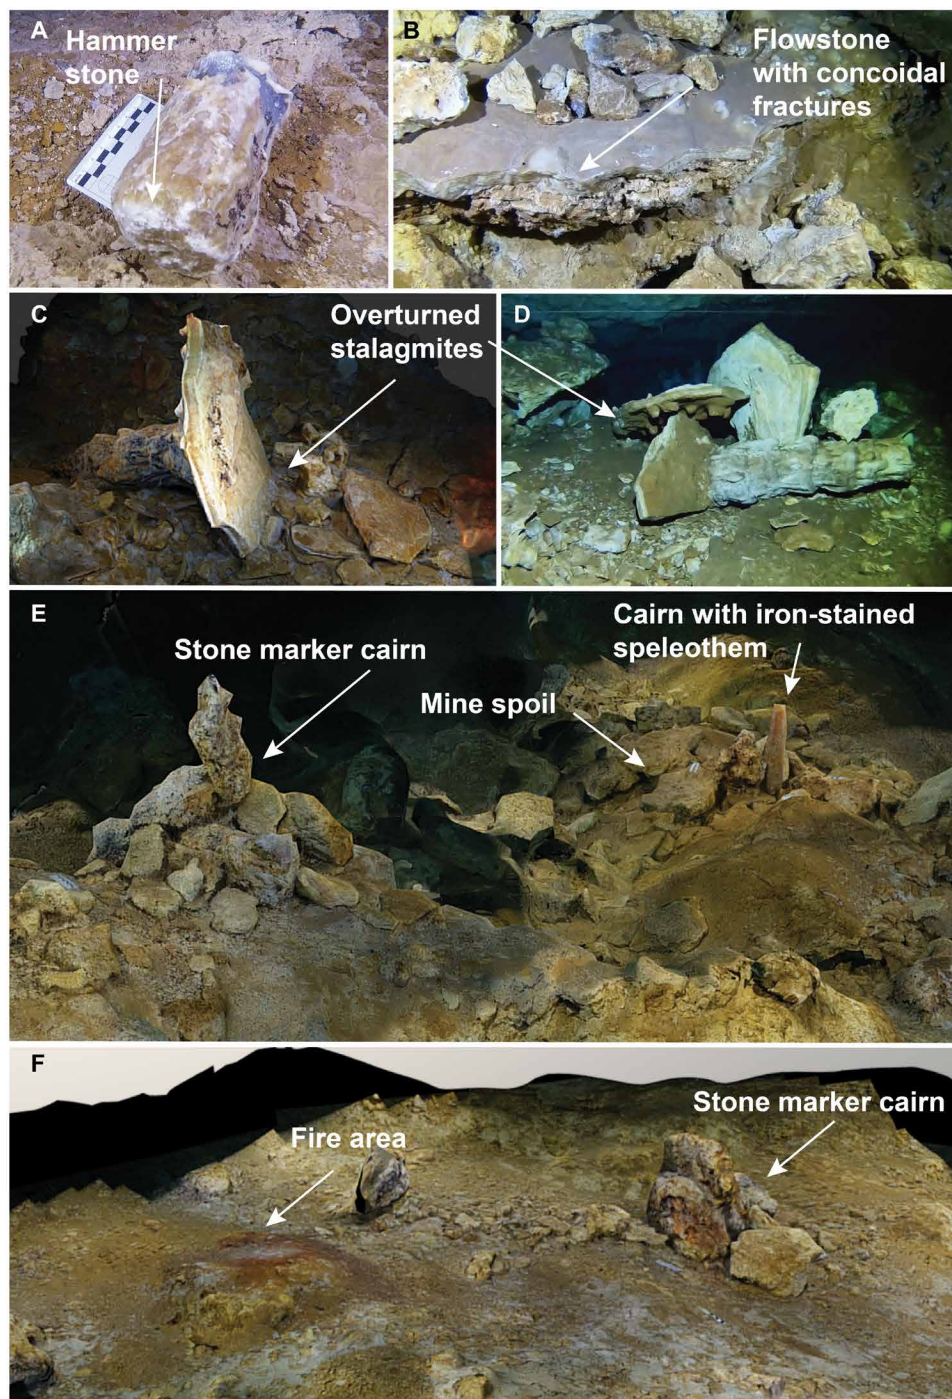 A
Hammer
stone
B
Flowstone
with concoidal
fractures
C
Overturned
stalagmites
D
E
Stone marker cairn
Mine spoil
Cairn with iron-stained
speleothem
F
Fire area
Stone marker cairn